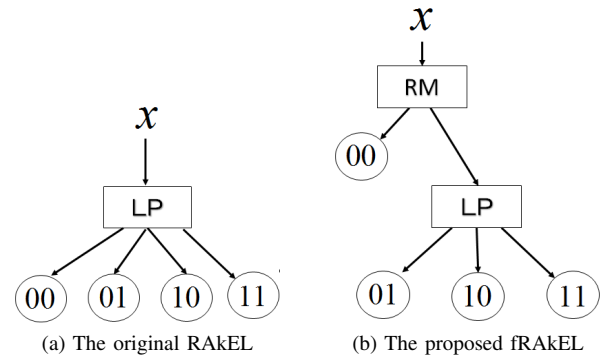 x
LP
00 01 10 11
(a) The original RAkEL
x
RM
00
LP
01 10 11
(b) The proposed fRAkEL